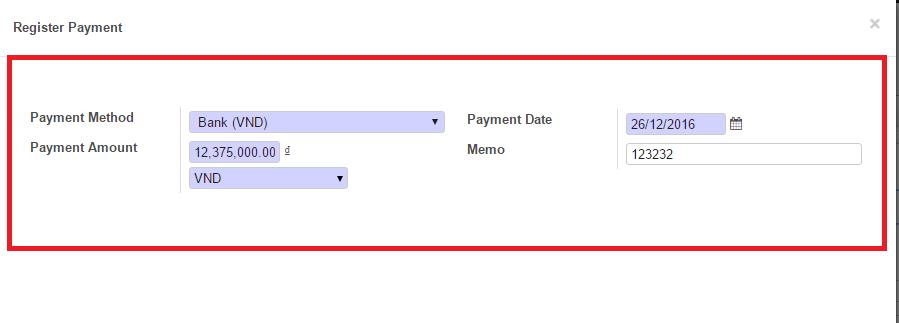 Register Payment ×
Payment Method Bank (VND) Payment Date 26/12/2016
Payment Amount 12,375,000.00 ₫ Memo 123232
VND